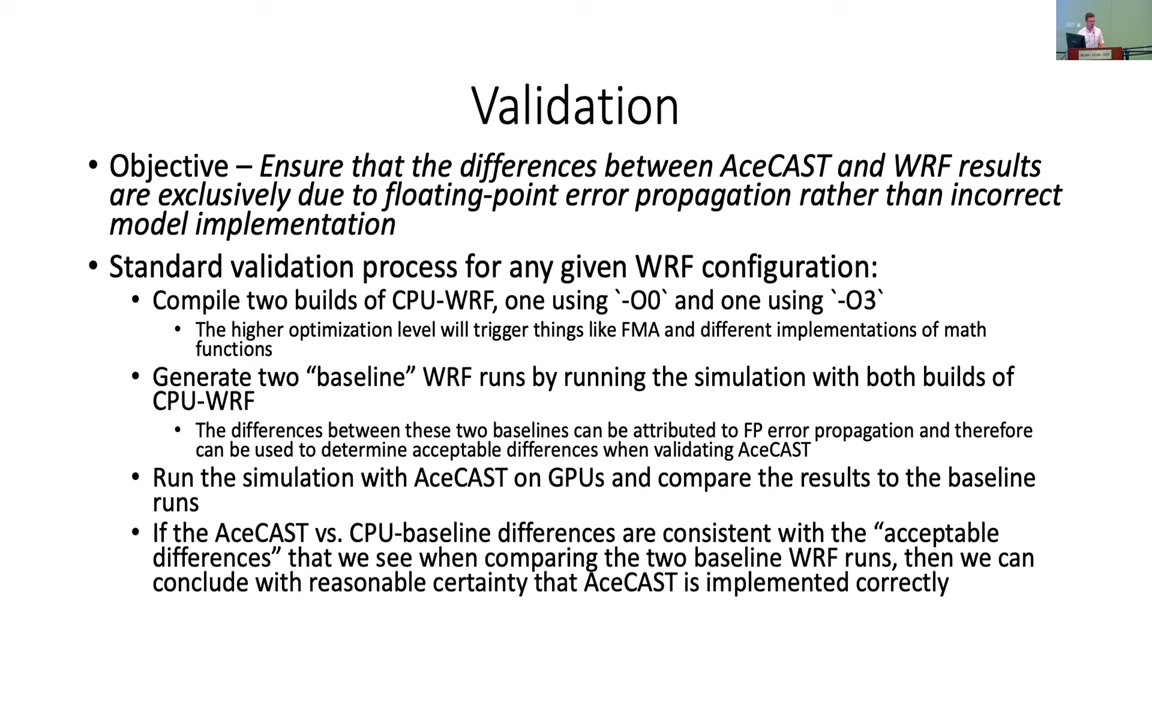 Validation
• Objective – Ensure that the differences between AceCAST and WRF results
are exclusively due to floating-point error propagation rather than incorrect
model implementation
• Standard validation process for any given WRF configuration:
• Compile two builds of CPU-WRF, one using `-O0` and one using `-O3`
• The higher optimization level will trigger things like FMA and different implementations of math
functions
• Generate two “baseline” WRF runs by running the simulation with both builds of
CPU-WRF
• The differences between these two baselines can be attributed to FP error propagation and therefore
can be used to determine acceptable differences when validating AceCAST
• Run the simulation with AceCAST on GPUs and compare the results to the baseline
runs
• If the AceCAST vs. CPU-baseline differences are consistent with the “acceptable
differences” that we see when comparing the two baseline WRF runs, then we can
conclude with reasonable certainty that AceCAST is implemented correctly